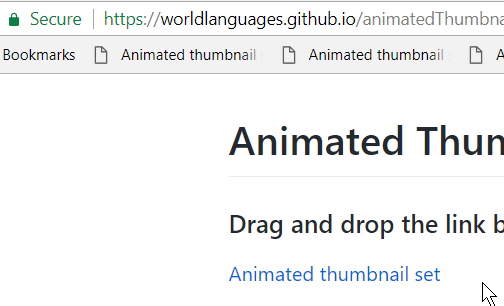 Secure https://worldlanguages.github.io/animatedThumbna
Bookmarks Animated thumbnail Animated thumbnail A
Animated Thun
Drag and drop the link b
Animated thumbnail set